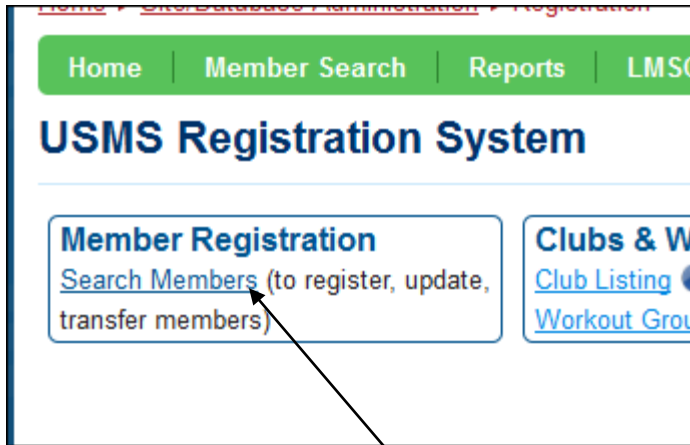 Home ▸ Site/Database Administration ▸ Registration
Home Member Search Reports LMSC
USMS Registration System
Member Registration
Search Members (to register, update,
transfer members)
Clubs & W
Club Listing
Workout Grou